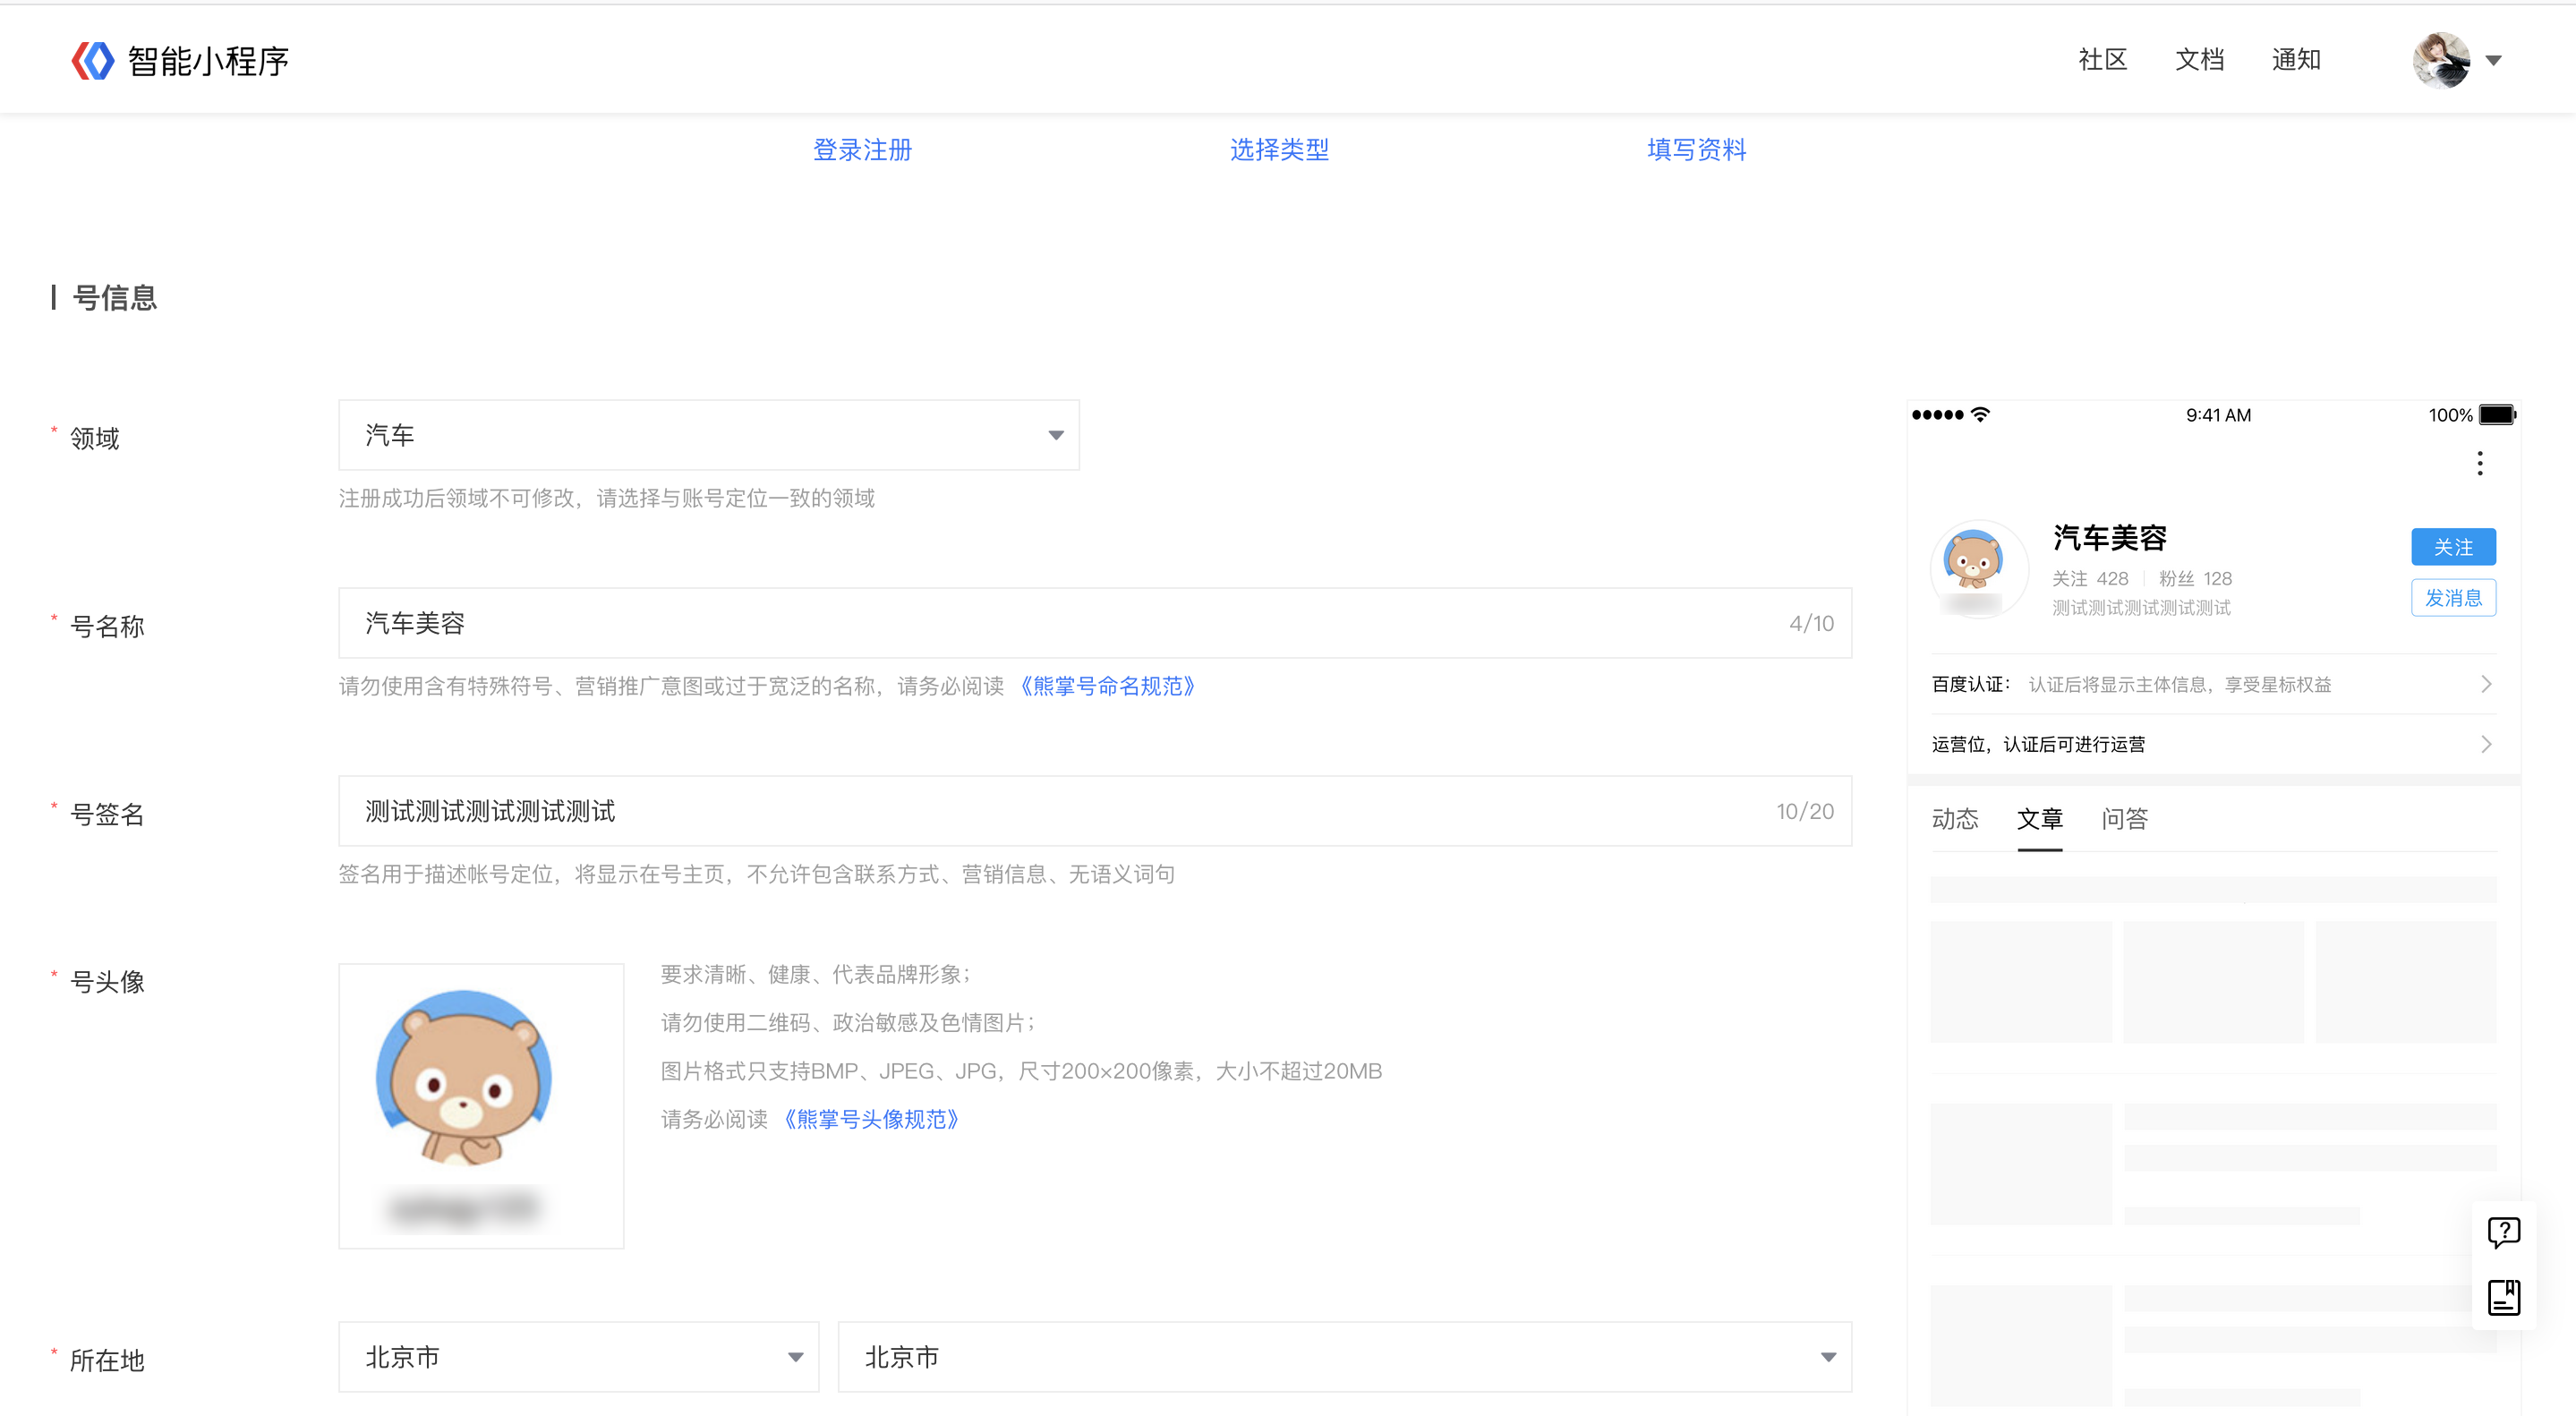 智能小程序
社区 文档 通知
登录注册 选择类型 填写资料
号信息
* 领域
汽车
注册成功后领域不可修改，请选择与账号定位一致的领域
* 号名称
汽车美容 4/10
请勿使用含有特殊符号、营销推广意图或过于宽泛的名称，请务必阅读 《熊掌号命名规范》
* 号签名
测试测试测试测试测试 10/20
签名用于描述帐号定位，将显示在号主页，不允许包含联系方式、营销信息、无语义词句
* 号头像
要求清晰、健康、代表品牌形象；
请勿使用二维码、政治敏感及色情图片；
图片格式只支持BMP、JPEG、JPG，尺寸200×200像素，大小不超过20MB
请务必阅读 《熊掌号头像规范》
* 所在地
北京市 北京市
9:41 AM 100%
汽车美容
关注
关注 428 粉丝 128
发消息
测试测试测试测试测试
百度认证： 认证后将显示主体信息，享受星标权益
运营位，认证后可进行运营
动态 文章 问答